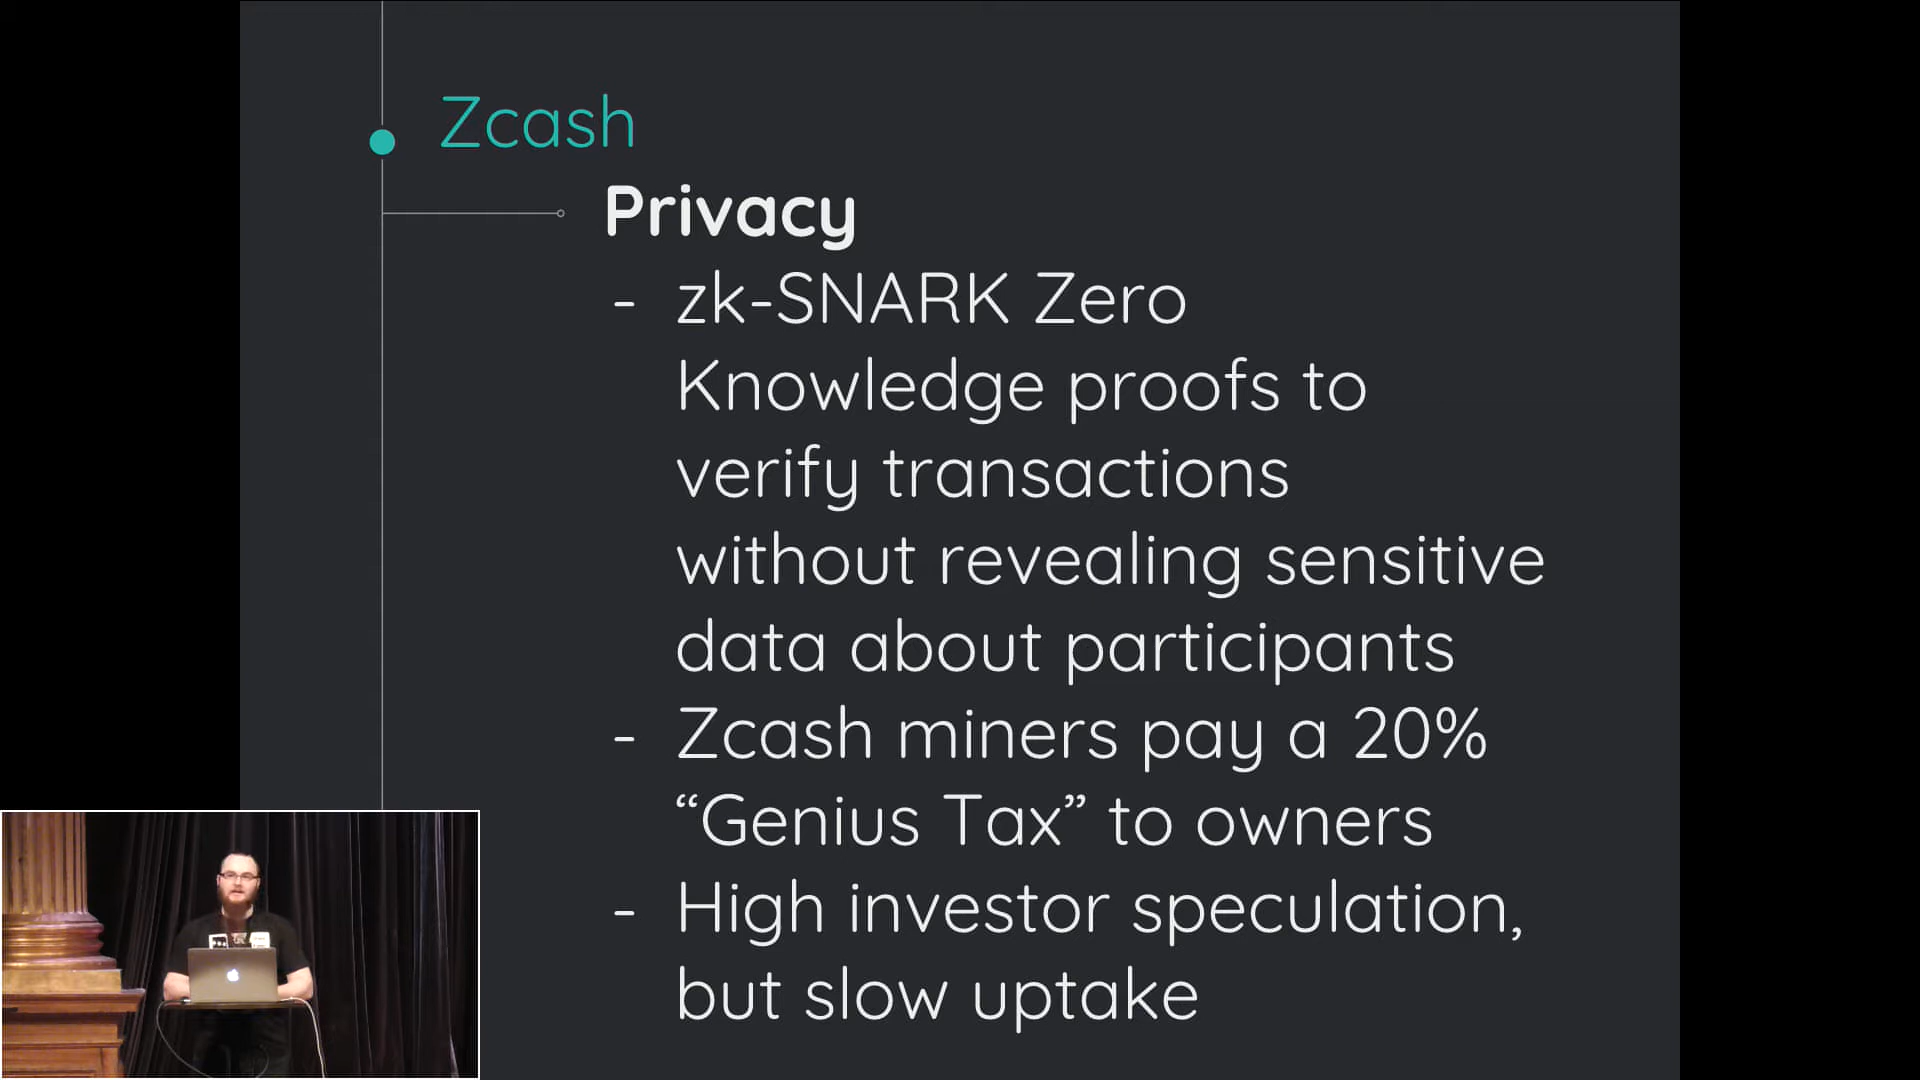 Zcash
Privacy
- zk-SNARK Zero
Knowledge proofs to
verify transactions
without revealing sensitive
data about participants
- Zcash miners pay a 20%
“Genius Tax” to owners
- High investor speculation,
but slow uptake